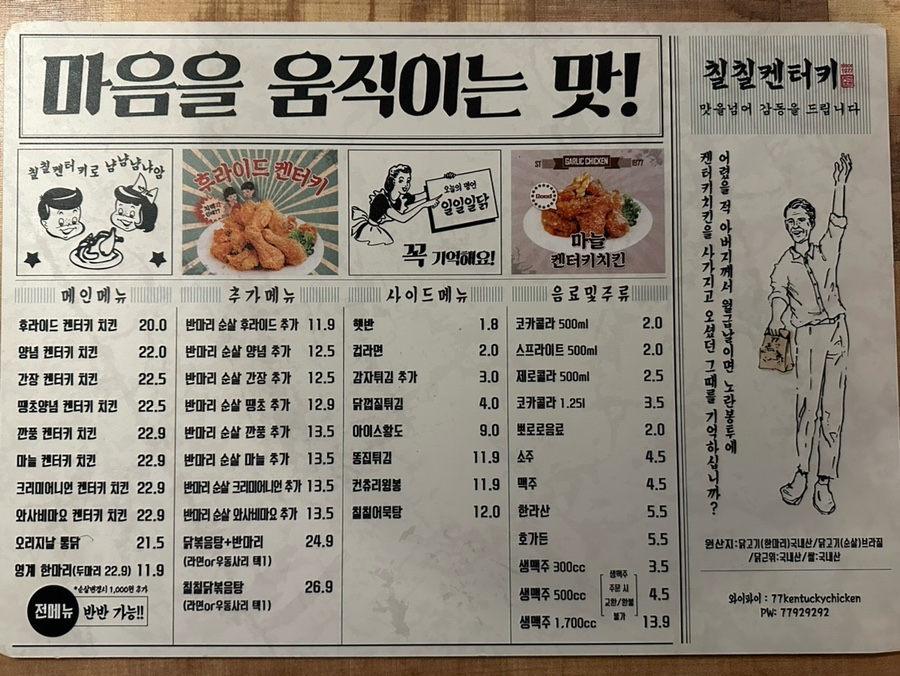 마음을 움직이는 맛!
칠칠켄터키로 냠냠냠나암
후라이드 켄터키
오늘의 명언
일일일닭
꼭 기억해요!
ST GARLIC CHICKEN 1977
Good!
마늘
켄터키치킨
메인메뉴
후라이드 켄터키 치킨 20.0
양념 켄터키 치킨 22.0
간장 켄터키 치킨 22.5
땡초양념 켄터키 치킨 22.5
깐풍 켄터키 치킨 22.9
마늘 켄터키 치킨 22.9
크리미어니언 켄터키 치킨 22.9
와사비마요 켄터키 치킨 22.9
오리지날 통닭 21.5
영계 한마리(두마리 22.9) 11.9
*순살변경시 1,000원 추가
전메뉴 반반 가능!!
추가메뉴
반마리 순살 후라이드 추가 11.9
반마리 순살 양념 추가 12.5
반마리 순살 간장 추가 12.5
반마리 순살 땡초 추가 12.9
반마리 순살 깐풍 추가 13.5
반마리 순살 마늘 추가 13.5
반마리 순살 크리미어니언 추가 13.5
반마리 순살 와사비마요 추가 13.5
닭볶음탕+반마리 24.9
(라면or우동사리 택1)
칠칠닭볶음탕 26.9
(라면or우동사리 택1)
사이드메뉴
햇반 1.8
컵라면 2.0
감자튀김 추가 3.0
닭껍질튀김 4.0
아이스황도 9.0
똥집튀김 11.9
컨츄리윙봉 11.9
칠칠어묵탕 12.0
음료및주류
코카콜라 500ml 2.0
스프라이트 500ml 2.0
제로콜라 500ml 2.5
코카콜라 1.25l 3.5
뽀로로음료 2.0
소주 4.5
맥주 4.5
한라산 5.5
호가든 5.5
생맥주 300cc 3.5
생맥주 500cc 4.5
생맥주 1,700cc 13.9
생맥주
주문 시
교환/환불
불가
칠칠켄터키
맛을넘어 감동을 드립니다
어렸을 적 아버지께서 월급날이면 노란봉투에
켄터키치킨을 사가지고 오셨던 그때를 기억하십니까?
원산지:닭고기(한마리)국내산/닭고기(순살)브라질
/닭근위:국내산/쌀:국내산
와이파이 : 77kentuckychicken
PW: 77929292